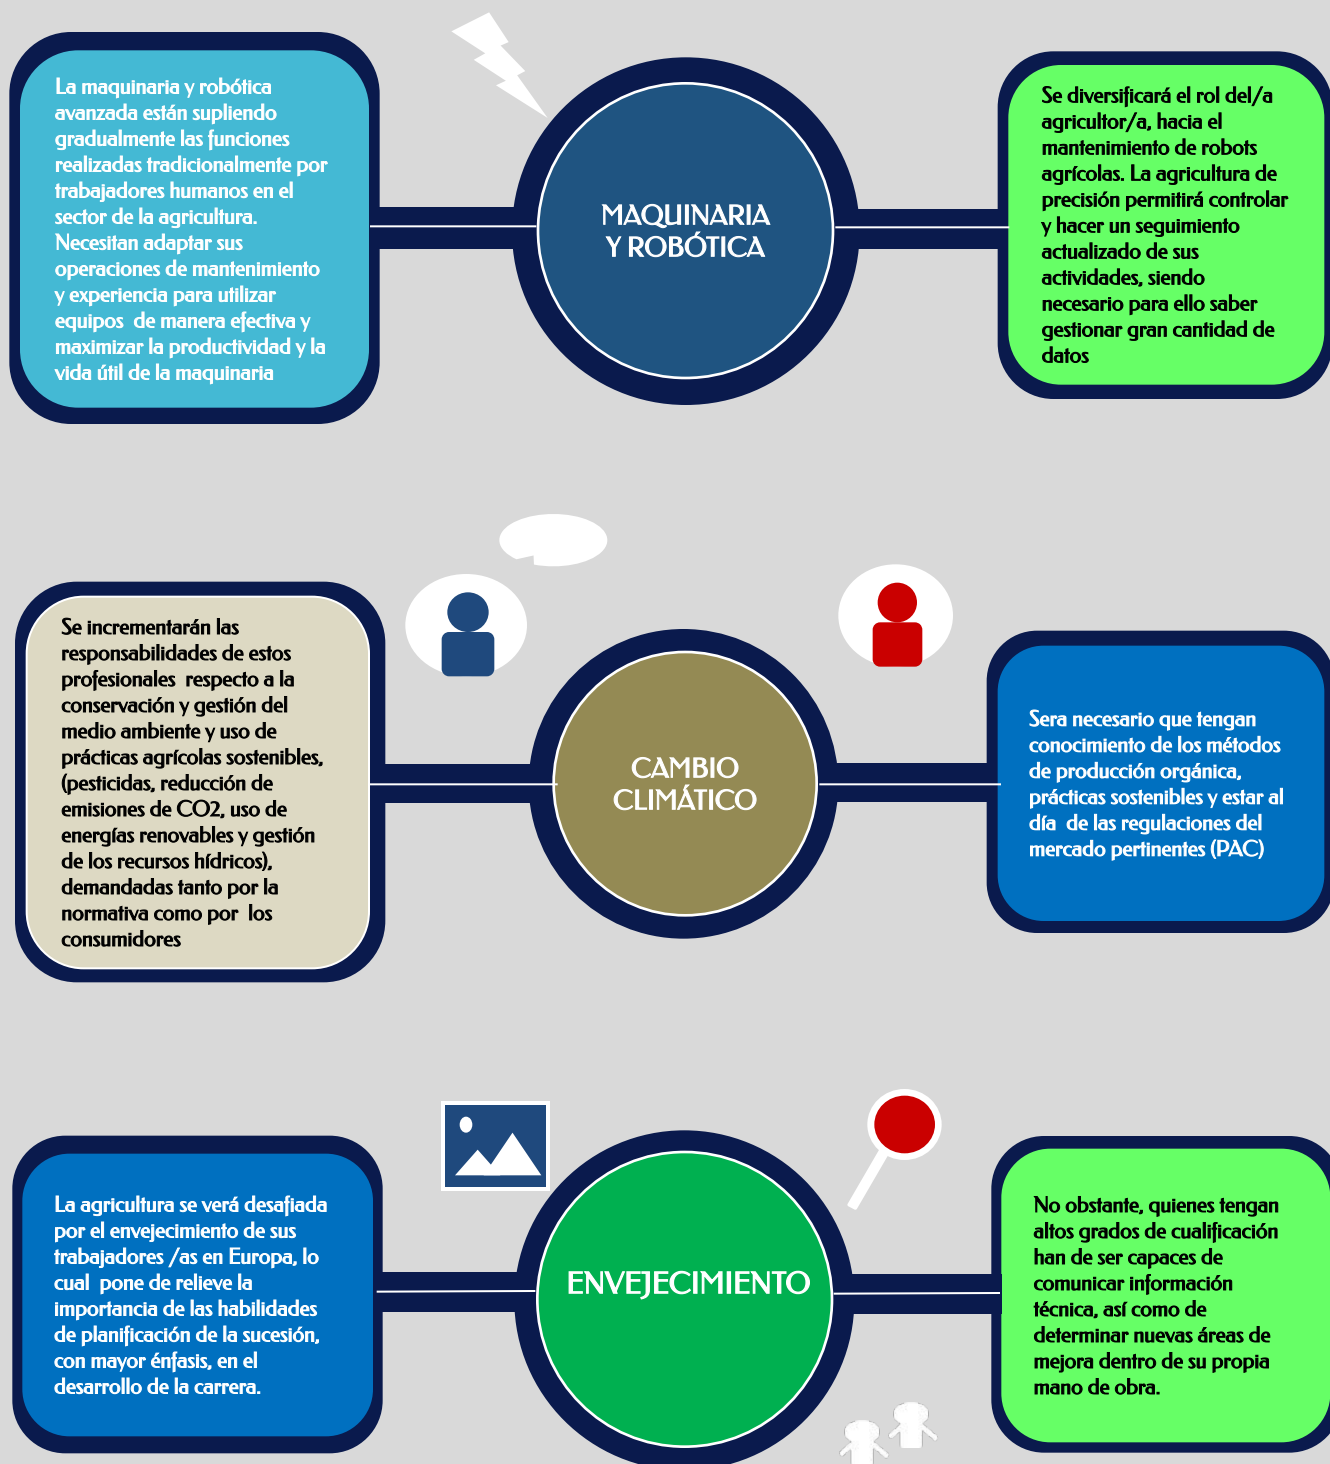 La maquinaria y robótica
avanzada están supliendo
gradualmente las funciones
realizadas tradicionalmente por
trabajadores humanos en el
sector de la agricultura.
Necesitan adaptar sus
operaciones de mantenimiento
y experiencia para utilizar
equipos  de manera efectiva y
maximizar la productividad y la
vida útil de la maquinaria
MAQUINARIA
Y ROBÓTICA
Se diversificará el rol del/a
agricultor/a, hacia el
mantenimiento de robots
agrícolas. La agricultura de
precisión permitirá controlar
y hacer un seguimiento
actualizado de sus
actividades, siendo
necesario para ello saber
gestionar gran cantidad de
datos
Se incrementarán las
responsabilidades de estos
profesionales  respecto a la
conservación y gestión del
medio ambiente y uso de
prácticas agrícolas sostenibles,
(pesticidas, reducción de
emisiones de CO2, uso de
energías renovables y gestión
de los recursos hídricos),
demandadas tanto por la
normativa como por  los
consumidores
CAMBIO
CLIMÁTICO
Sera necesario que tengan
conocimiento de los métodos
de producción orgánica,
prácticas sostenibles y estar al
día  de las regulaciones del
mercado pertinentes (PAC)
La agricultura se verá desafiada
por el envejecimiento de sus
trabajadores /as en Europa, lo
cual  pone de relieve la
importancia de las habilidades
de planificación de la sucesión,
con mayor énfasis, en el
desarrollo de la carrera.
ENVEJECIMIENTO
No obstante, quienes tengan
altos grados de cualificación
han de ser capaces de
comunicar información
técnica, así como de
determinar nuevas áreas de
mejora dentro de su propia
mano de obra.